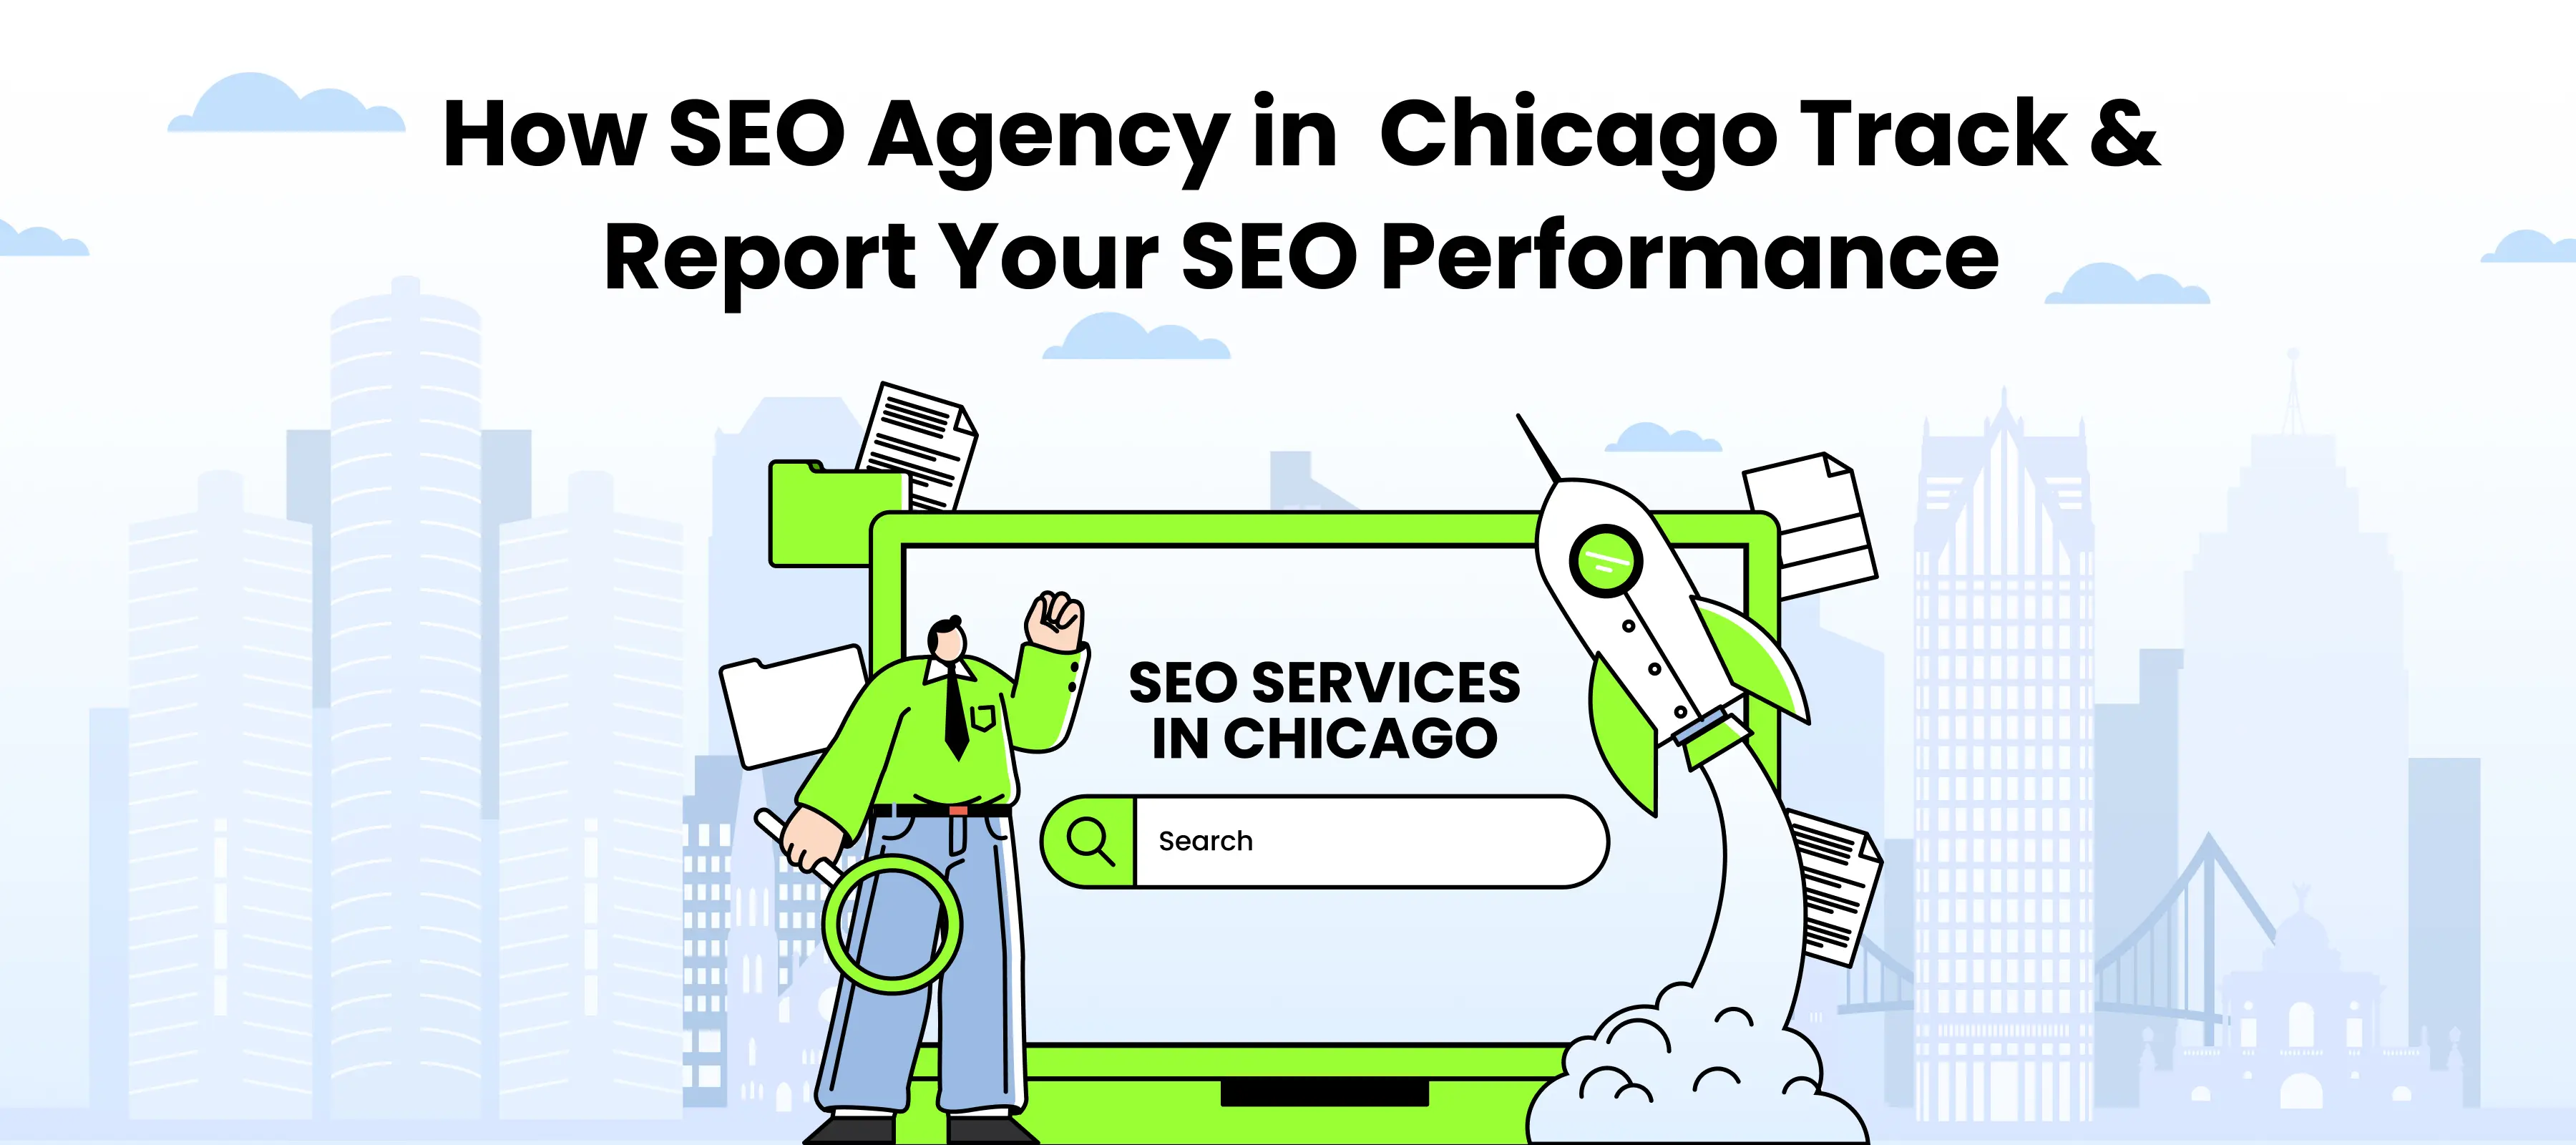 How SEO Agency in Chicago Track &
Report Your SEO Performance
SEO SERVICES
IN CHICAGO
Search